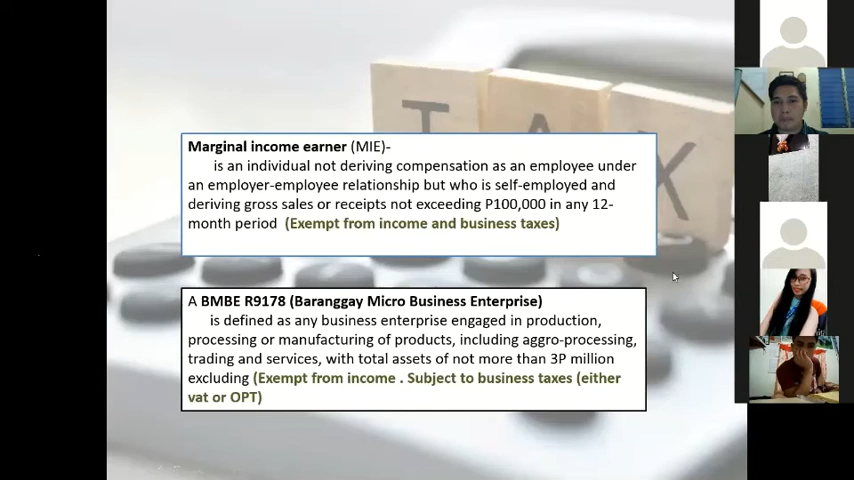 TAX
Marginal income earner (MIE)-
is an individual not deriving compensation as an employee under
an employer-employee relationship but who is self-employed and
deriving gross sales or receipts not exceeding P100,000 in any 12-
month period (Exempt from income and business taxes)
A BMBE R9178 (Baranggay Micro Business Enterprise)
is defined as any business enterprise engaged in production,
processing or manufacturing of products, including aggro-processing,
trading and services, with total assets of not more than 3P million
excluding (Exempt from income . Subject to business taxes (either
vat or OPT)